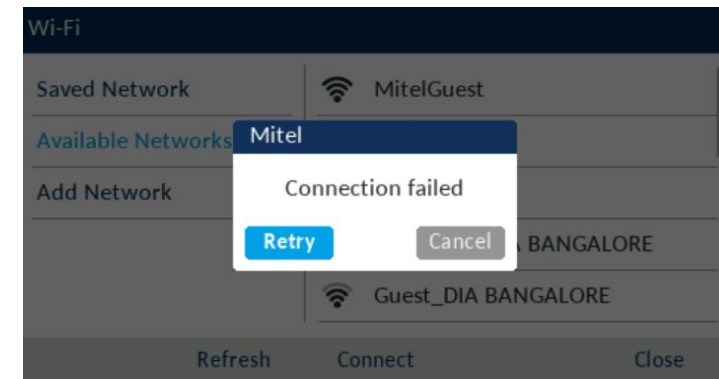 Wi-Fi
Saved Network
MitelGuest
Available Networks
Mitel
Connection failed
Add Network
Retry
Cancel
BANGALORE
Guest_DIA BANGALORE
Refresh
Connect
Close